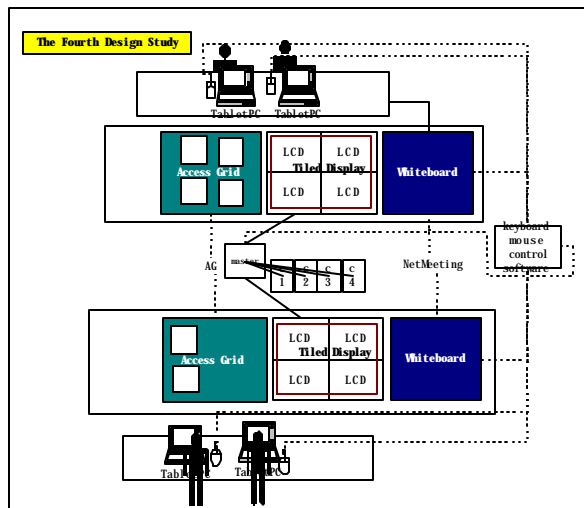 The Fourth Design Study
TabletPC TabletPC
Access Grid
LCD LCD
Tiled Display
LCD LCD
Whiteboard
keyboard
mouse
control
software
AG
master
c c c c
1 2 3 4
NetMeeting
Access Grid
LCD LCD
Tiled Display
LCD LCD
Whiteboard
TabletPC TabletPC